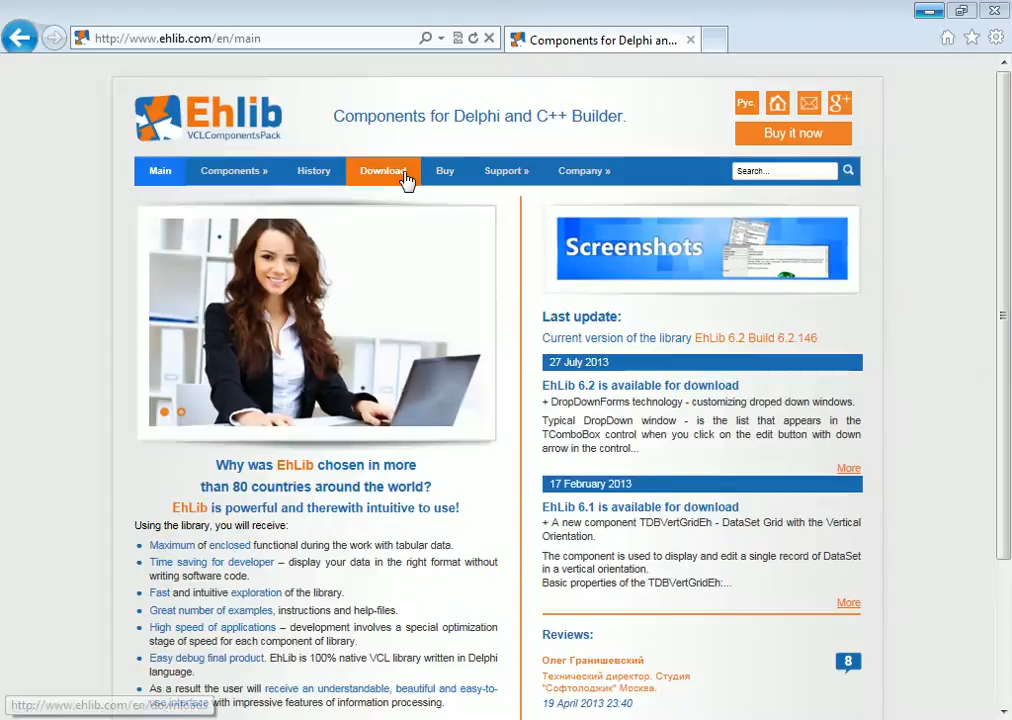 http://www.ehlib.com/en/main
Components for Delphi an...
Ehlib
VCLComponentsPack
Components for Delphi and C++ Builder.
Рус.
g+
Buy it now
Main
Components »
History
Download
Buy
Support »
Company »
Search...
Screenshots
Last update:
Current version of the library EhLib 6.2 Build 6.2.146
27 July 2013
EhLib 6.2 is available for download
+ DropDownForms technology - customizing droped down windows.
Typical DropDown window - is the list that appears in the
TComboBox control when you click on the edit button with down
arrow in the control...
More
17 February 2013
EhLib 6.1 is available for download
+ A new component TDBVertGridEh - DataSet Grid with the Vertical
Orientation.
The component is used to display and edit a single record of DataSet
in a vertical orientation.
Basic properties of the TDBVertGridEh:...
More
Reviews:
Олег Гранишевский
8
Технический директор. Студия
"Софтолоджик" Москва.
19 April 2013 23:40
Why was EhLib chosen in more
than 80 countries around the world?
EhLib is powerful and therewith intuitive to use!
Using the library, you will receive:
Maximum of enclosed functional during the work with tabular data.
Time saving for developer – display your data in the right format without
writing software code.
Fast and intuitive exploration of the library.
Great number of examples, instructions and help-files.
High speed of applications – development involves a special optimization
stage of speed for each component of library.
Easy debug final product. EhLib is 100% native VCL library written in Delphi
language.
As a result the user will receive an understandable, beautiful and easy-to-
use interface with impressive features of information processing.
http://www.ehlib.com/en/downloads